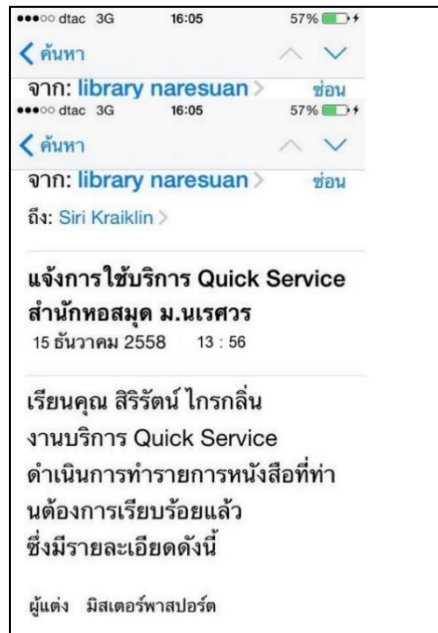 ●●●○○ dtac 3G 16:05 57%
ค้นหา
จาก: library naresuan ซ่อน
●●●○○ dtac 3G 16:05 57%
ค้นหา
จาก: library naresuan ซ่อน
ถึง: Siri Kraiklin
แจ้งการใช้บริการ Quick Service
สำนักหอสมุด ม.นเรศวร
15 ธันวาคม 2558 13 : 56
เรียนคุณ สิริรัตน์ ไกรกลิ่น
งานบริการ Quick Service
ดำเนินการทำรายการหนังสือที่ท่า
นต้องการเรียบร้อยแล้ว
ซึ่งมีรายละเอียดดังนี้
ผู้แต่ง มิสเตอร์พาสปอร์ต